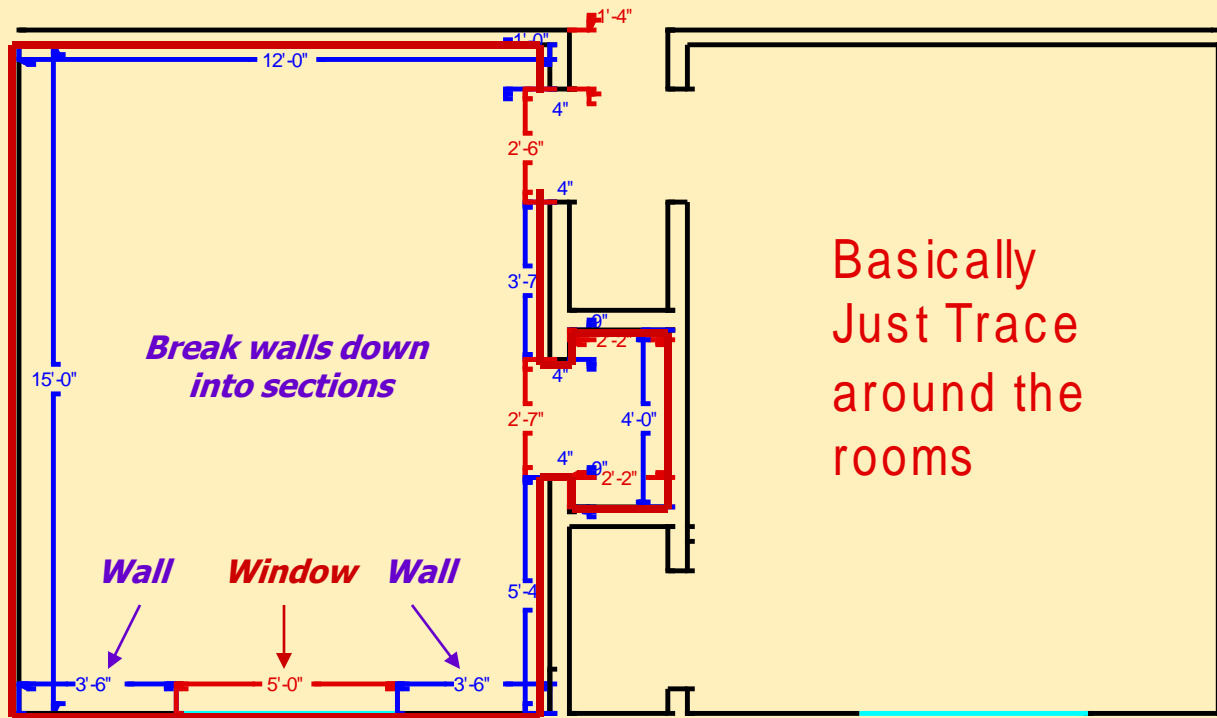 1'-4"
1'-0"
12'-0"
4"
2'-6"
4"
3'-7
9"
2'-2"
Basically
Just Trace
around the
rooms
Break walls down
into sections
15'-0"
4"
2'-7"
4'-0"
4"
9"
2'-2"
Wall Window Wall
5'-4
3'-6" 5'-0" 3'-6"